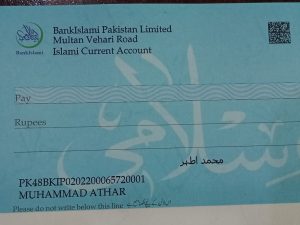 BankIslami Pakistan Limited
Multan Vehari Road
Islami Current Account
BankIslami
Pay
Rupees
اسلامی
محمد اطہر
PK48BKIP0202200065720001
MUHAMMAD ATHAR
Please do not write below this line